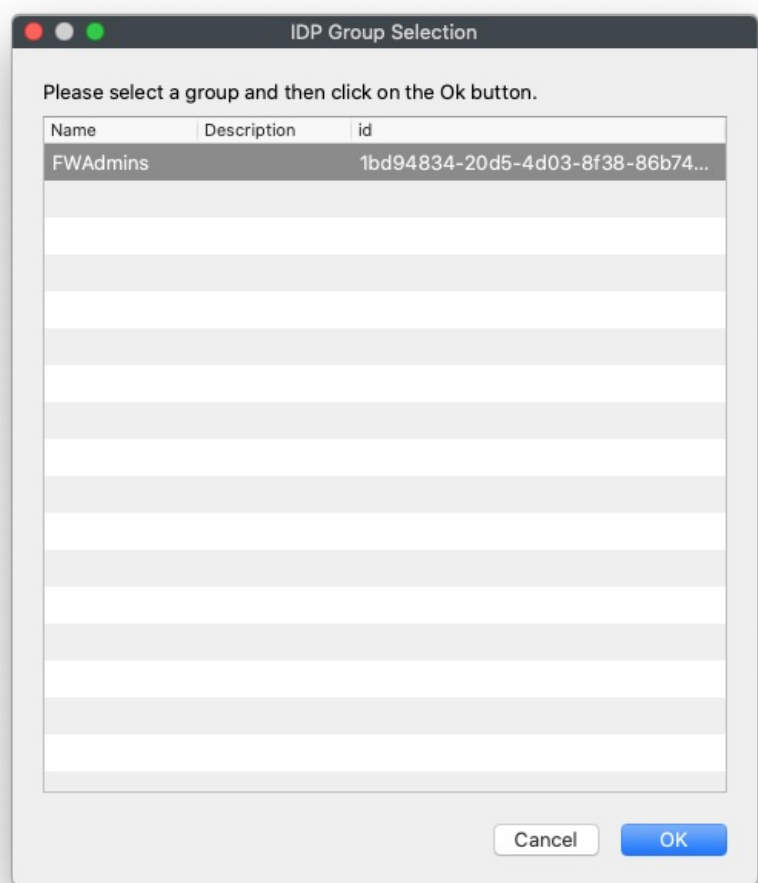 IDP Group Selection
Please select a group and then click on the Ok button.
Name Description id
FWAdmins 1bd94834-20d5-4d03-8f38-86b74...
Cancel OK